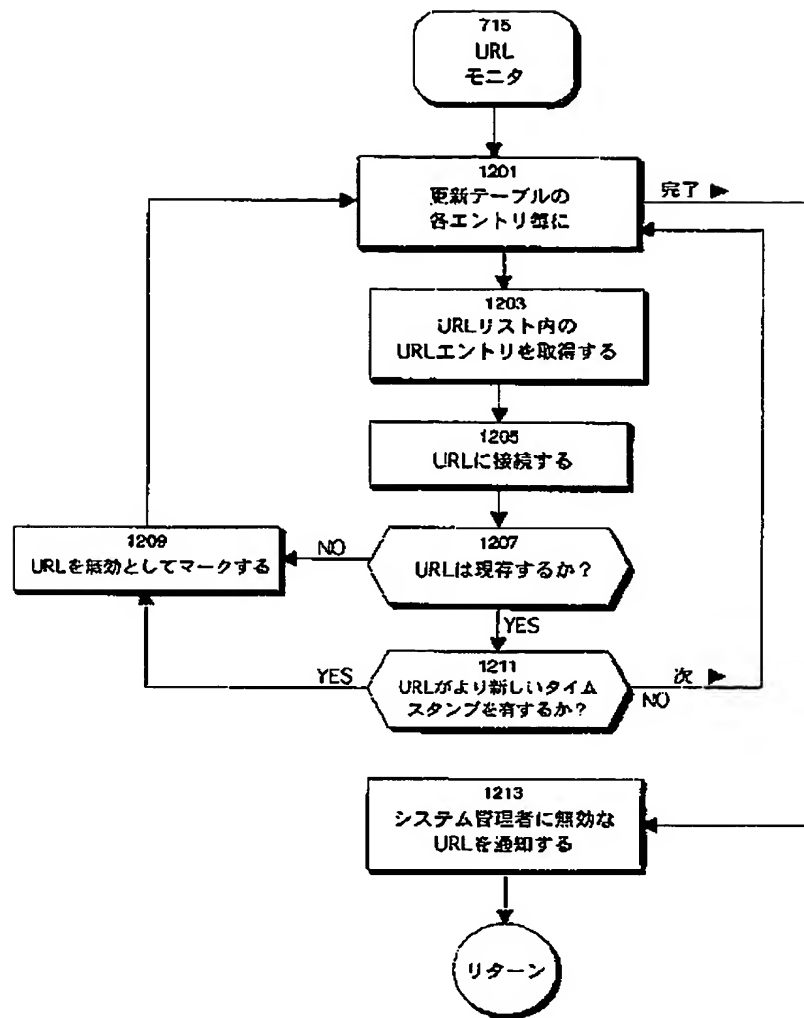 715
URL
モニタ
1201
更新テーブルの
各エントリ毎に
完了 ▶
1203
URLリスト内の
URLエントリを取得する
1205
URLに接続する
1207
URLは現存するか？
NO
YES
1209
URLを無効としてマークする
1211
URLがより新しいタイム
スタンプを有するか？
YES
次 ▶
NO
1213
システム管理者に無効な
URLを通知する
リターン